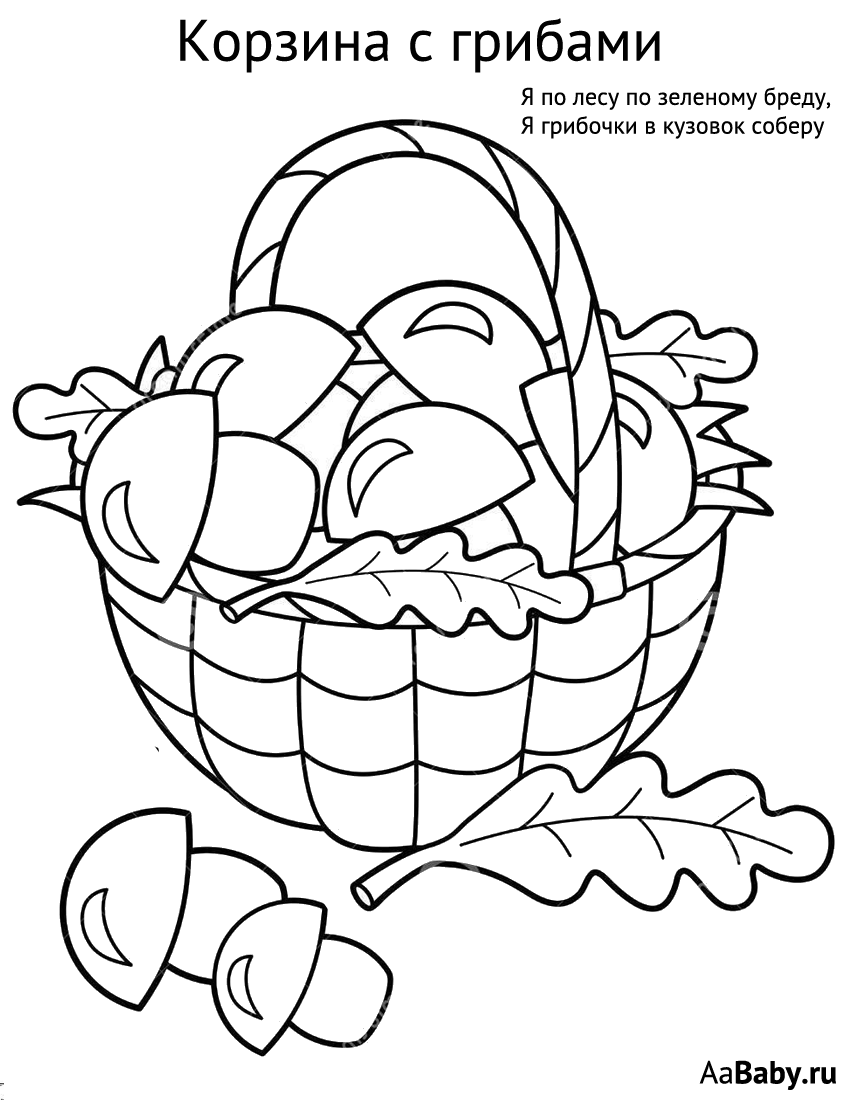 Корзина с грибами
Я по лесу по зеленому бреду,
Я грибочки в кузовок соберу
AaBaby.ru